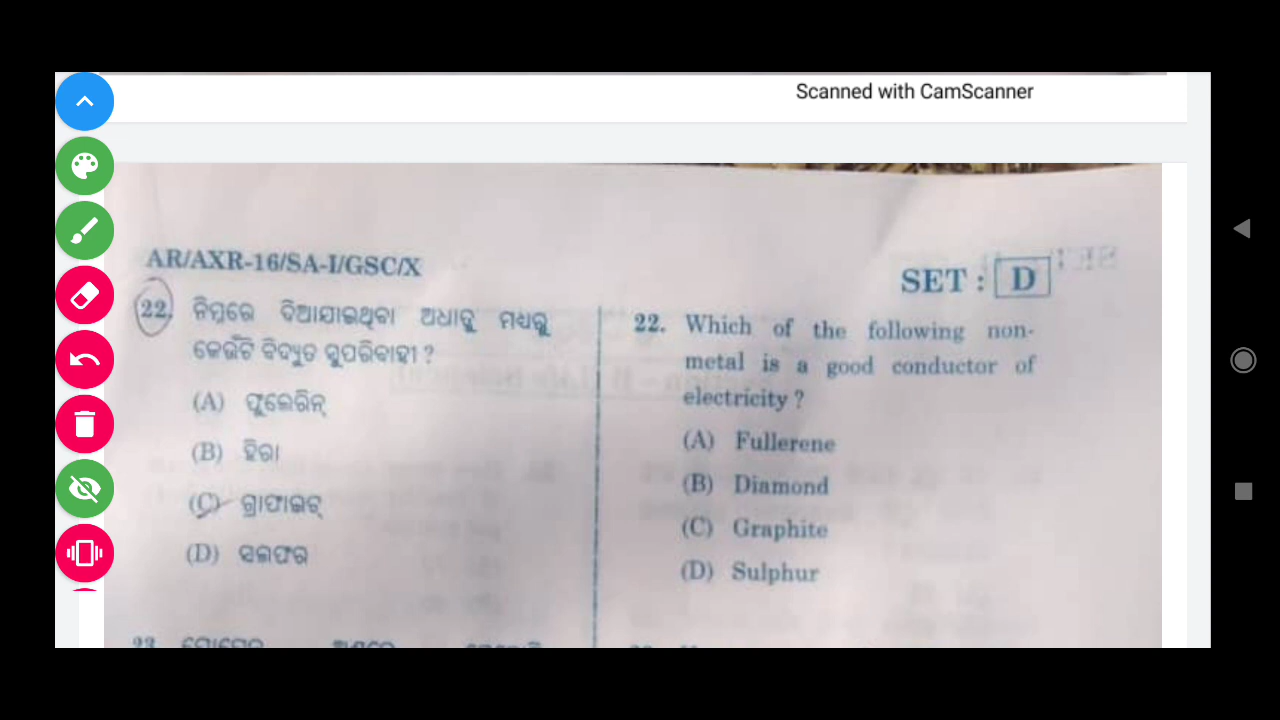 Scanned with CamScanner
AR/AXR-16/SA-I/GSC/X
SET : D
22. ନିମ୍ନରେ ଦିଆଯାଇଥିବା ଅଧାତୁ ମଧ୍ୟରୁ
କେଉଁଟି ବିଦ୍ୟୁତ ସୁପରିବାହୀ ?
(A) ଫୁଲେରିନ୍
(B) ହିରା
(C) ଗ୍ରାଫାଇଟ୍
(D) ସଲଫର
22. Which of the following non-
metal is a good conductor of
electricity ?
(A) Fullerene
(B) Diamond
(C) Graphite
(D) Sulphur
23.